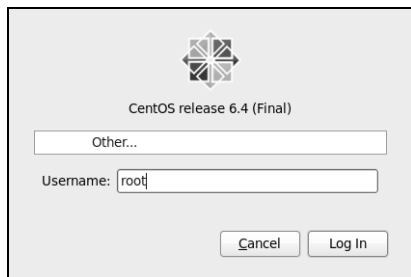 CentOS release 6.4 (Final)
Other...
Username: root
Cancel Log In